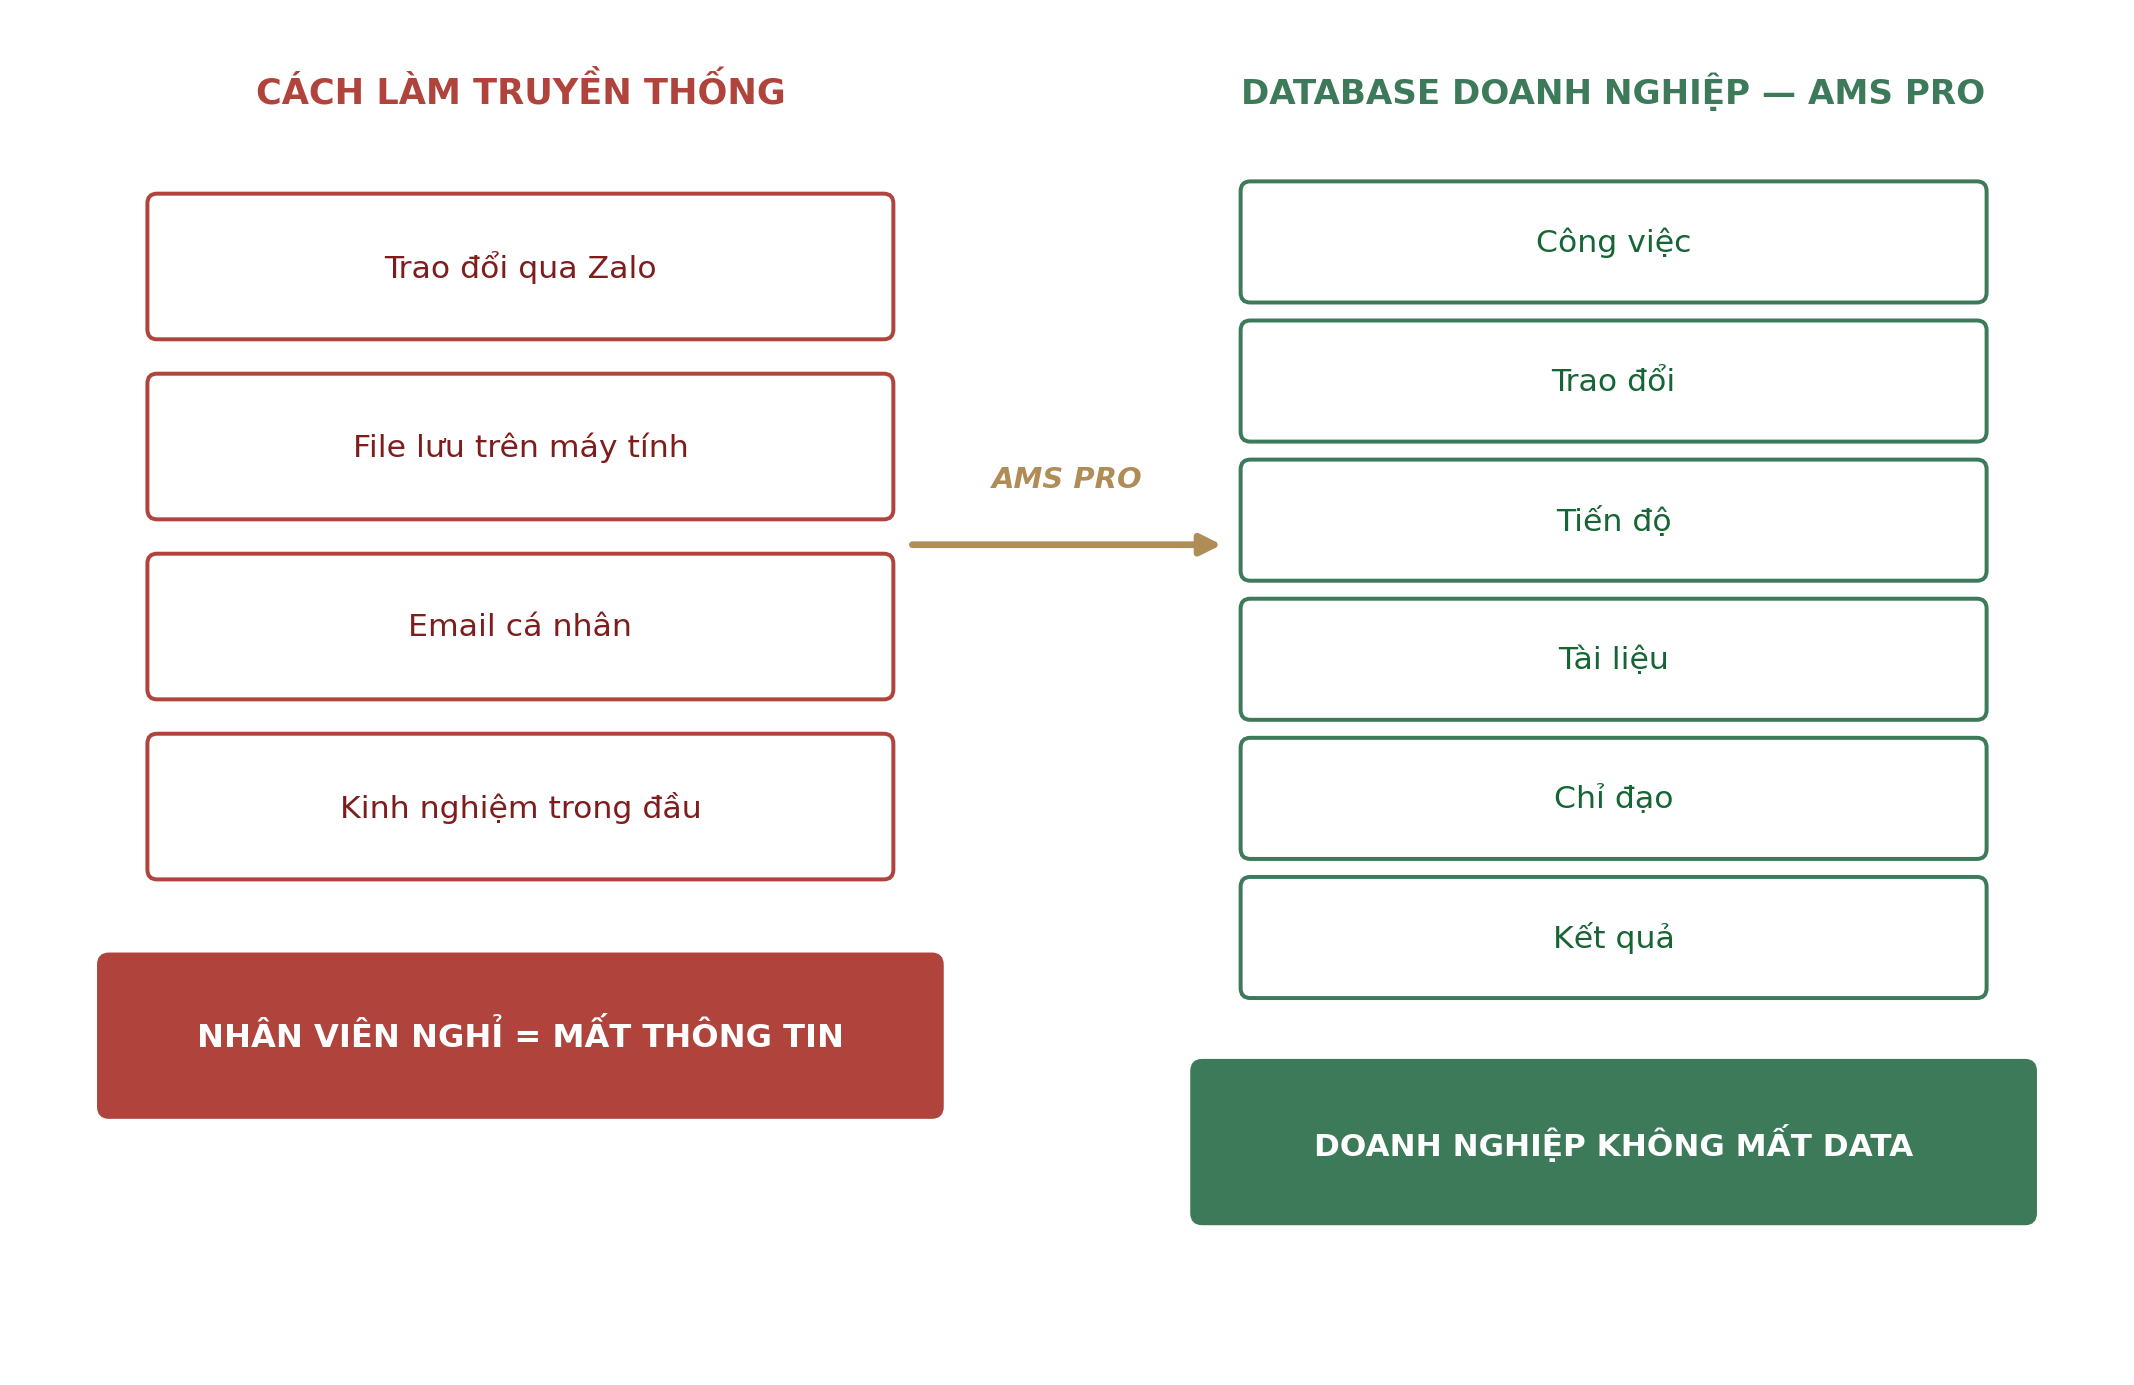 CÁCH LÀM TRUYỀN THỐNG
Trao đổi qua Zalo
File lưu trên máy tính
Email cá nhân
Kinh nghiệm trong đầu
NHÂN VIÊN NGHỈ = MẤT THÔNG TIN
AMS PRO
DATABASE DOANH NGHIỆP — AMS PRO
Công việc
Trao đổi
Tiến độ
Tài liệu
Chỉ đạo
Kết quả
DOANH NGHIỆP KHÔNG MẤT DATA